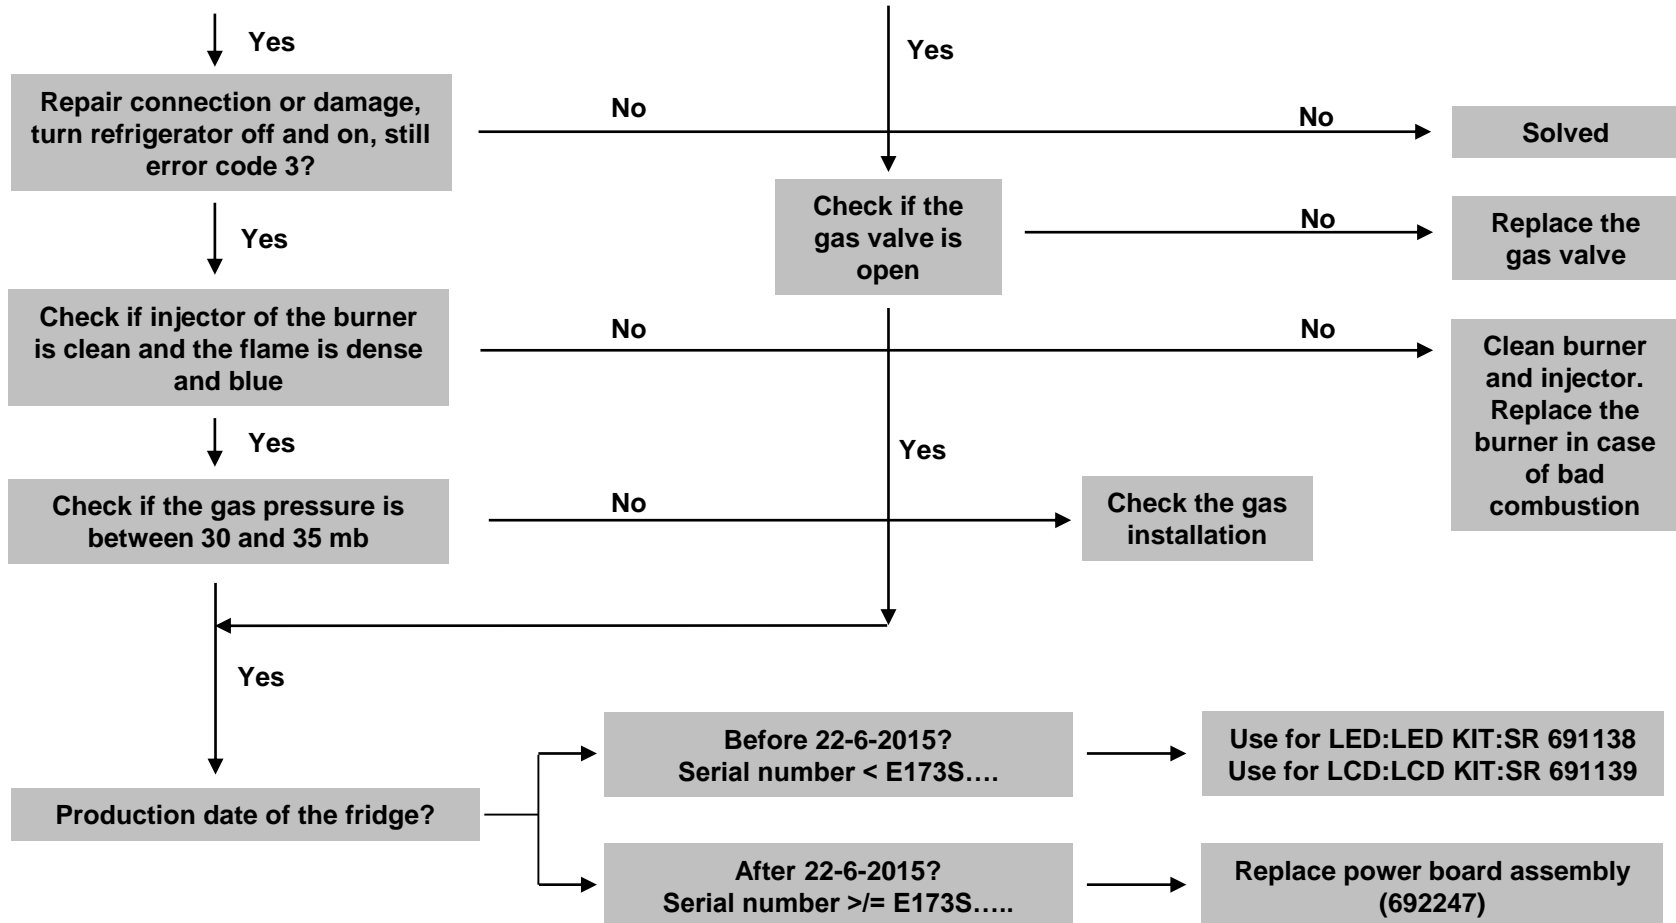 Yes
Yes
Repair connection or damage,
turn refrigerator off and on, still
error code 3?
No
No
Solved
Check if the
gas valve is
open
No
Replace the
gas valve
Yes
Check if injector of the burner
is clean and the flame is dense
and blue
No
No
Clean burner
and injector.
Replace the
burner in case
of bad
combustion
Yes
Yes
Check if the gas pressure is
between 30 and 35 mb
No
Check the gas
installation
Yes
Production date of the fridge?
Before 22-6-2015?
Serial number < E173S....
Use for LED:LED KIT:SR 691138
Use for LCD:LCD KIT:SR 691139
After 22-6-2015?
Serial number >/= E173S.....
Replace power board assembly
(692247)